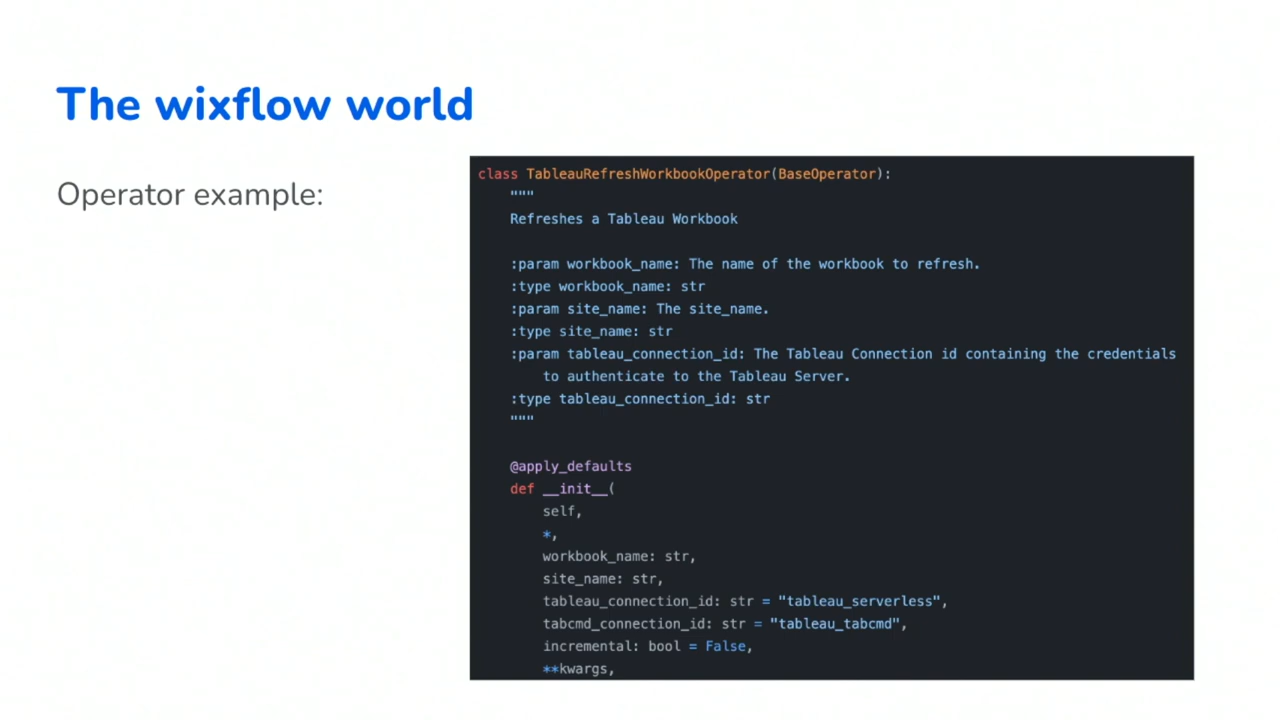 The wixflow world
Operator example:
class TableauRefreshWorkbookOperator(BaseOperator):
"""
Refreshes a Tableau Workbook
:param workbook_name: The name of the workbook to refresh.
:type workbook_name: str
:param site_name: The site_name.
:type site_name: str
:param tableau_connection_id: The Tableau Connection id containing the credentials
to authenticate to the Tableau Server.
:type tableau_connection_id: str
"""
@apply_defaults
def __init__(
self,
*,
workbook_name: str,
site_name: str,
tableau_connection_id: str = "tableau_serverless",
tabcmd_connection_id: str = "tableau_tabcmd",
incremental: bool = False,
**kwargs,